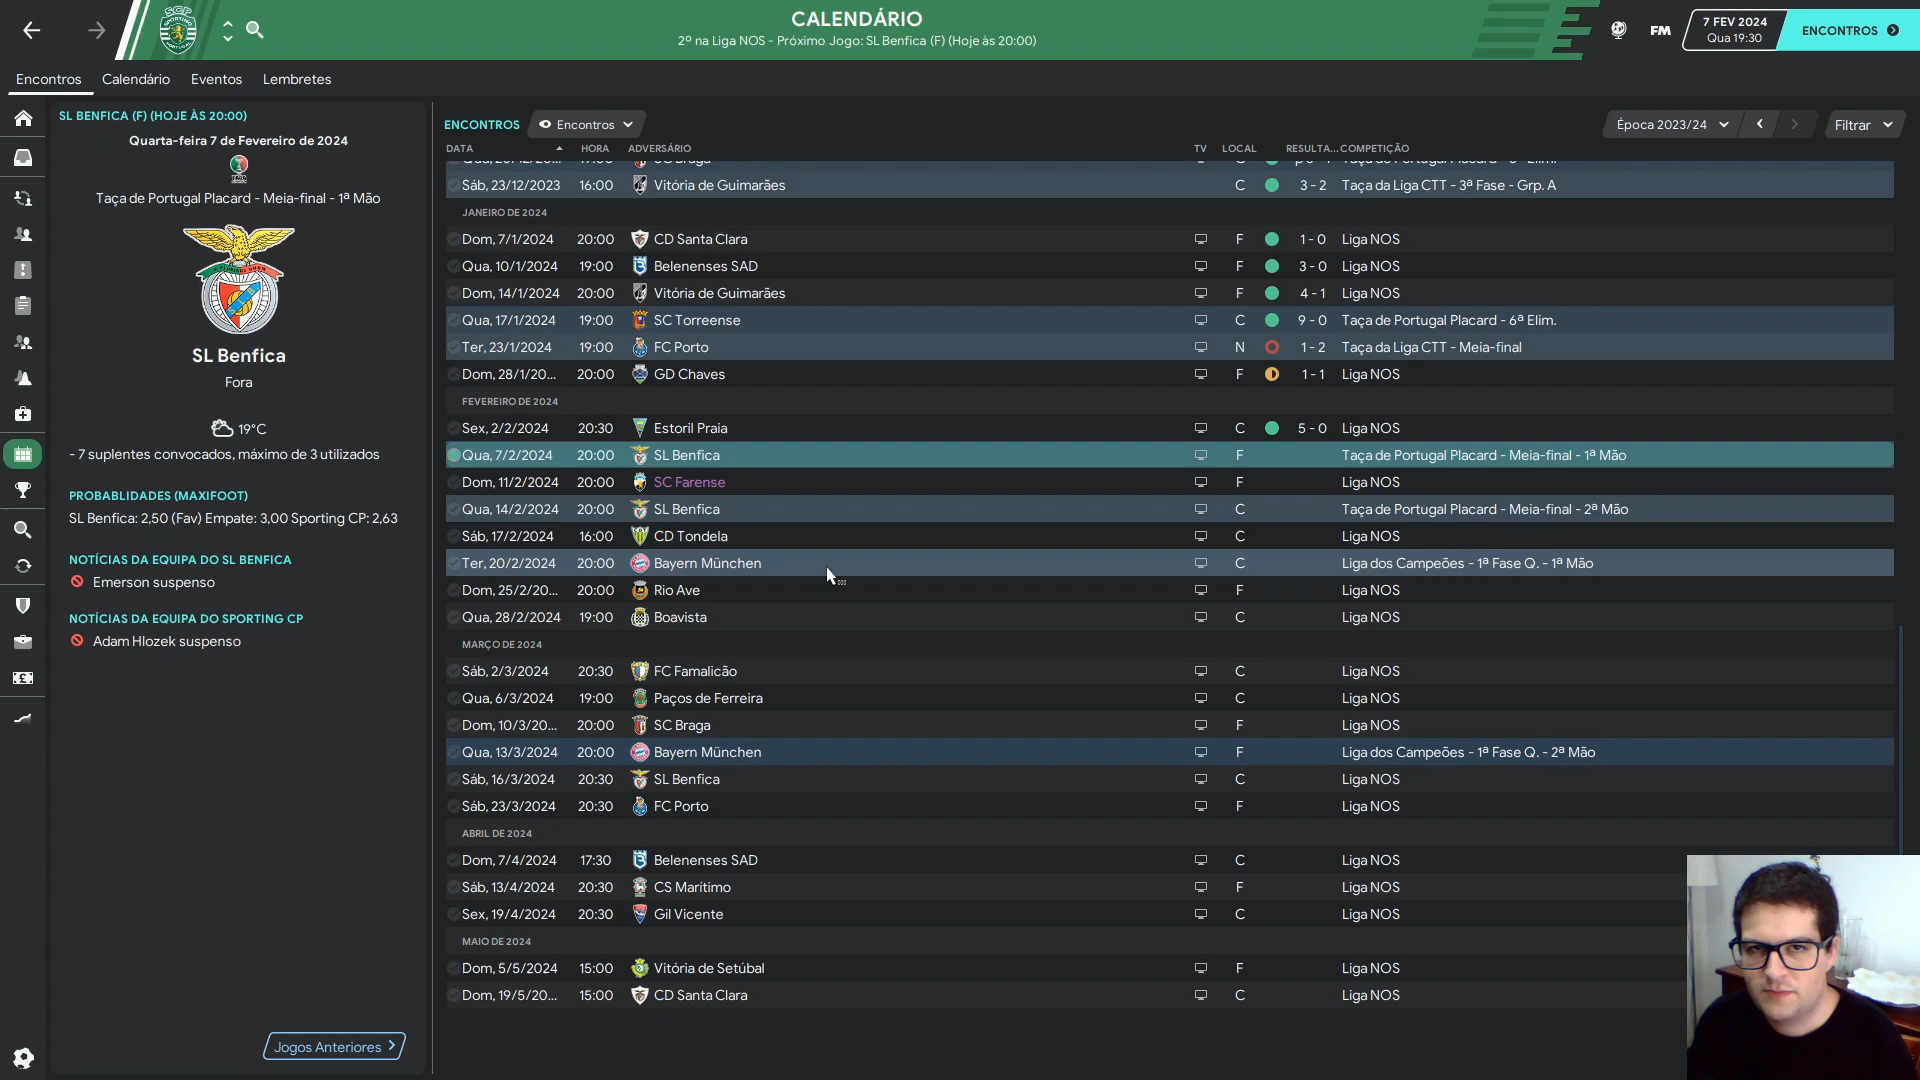 CALENDÁRIO
2º na Liga NOS - Próximo Jogo: SL Benfica (F) (Hoje às 20:00)
FM
7 FEV 2024
Qua 19:30
ENCONTROS
Encontros Calendário Eventos Lembretes
SL BENFICA (F) (HOJE ÀS 20:00)
Quarta-feira 7 de Fevereiro de 2024
Taça de Portugal Placard - Meia-final - 1ª Mão
SL Benfica
Fora
19°C
- 7 suplentes convocados, máximo de 3 utilizados
PROBABLIDADES (MAXIFOOT)
SL Benfica: 2,50 (Fav) Empate: 3,00 Sporting CP: 2,63
NOTÍCIAS DA EQUIPA DO SL BENFICA
Emerson suspenso
NOTÍCIAS DA EQUIPA DO SPORTING CP
Adam Hlozek suspenso
Jogos Anteriores
ENCONTROS Encontros Época 2023/24 Filtrar
DATA HORA ADVERSÁRIO TV LOCAL RESULTA... COMPETIÇÃO
Sáb, 23/12/2023 16:00 Vitória de Guimarães C 3 - 2 Taça da Liga CTT - 3ª Fase - Grp. A
JANEIRO DE 2024
Dom, 7/1/2024 20:00 CD Santa Clara F 1 - 0 Liga NOS
Qua, 10/1/2024 19:00 Belenenses SAD F 3 - 0 Liga NOS
Dom, 14/1/2024 20:00 Vitória de Guimarães F 4 - 1 Liga NOS
Qua, 17/1/2024 19:00 SC Torreense C 9 - 0 Taça de Portugal Placard - 6ª Elim.
Ter, 23/1/2024 19:00 FC Porto N 1 - 2 Taça da Liga CTT - Meia-final
Dom, 28/1/20... 20:00 GD Chaves F 1 - 1 Liga NOS
FEVEREIRO DE 2024
Sex, 2/2/2024 20:30 Estoril Praia C 5 - 0 Liga NOS
Qua, 7/2/2024 20:00 SL Benfica F Taça de Portugal Placard - Meia-final - 1ª Mão
Dom, 11/2/2024 20:00 SC Farense F Liga NOS
Qua, 14/2/2024 20:00 SL Benfica C Taça de Portugal Placard - Meia-final - 2ª Mão
Sáb, 17/2/2024 16:00 CD Tondela C Liga NOS
Ter, 20/2/2024 20:00 Bayern München C Liga dos Campeões - 1ª Fase Q. - 1ª Mão
Dom, 25/2/20... 20:00 Rio Ave F Liga NOS
Qua, 28/2/2024 19:00 Boavista C Liga NOS
MARÇO DE 2024
Sáb, 2/3/2024 20:30 FC Famalicão C Liga NOS
Qua, 6/3/2024 19:00 Paços de Ferreira C Liga NOS
Dom, 10/3/20... 20:00 SC Braga F Liga NOS
Qua, 13/3/2024 20:00 Bayern München F Liga dos Campeões - 1ª Fase Q. - 2ª Mão
Sáb, 16/3/2024 20:30 SL Benfica C Liga NOS
Sáb, 23/3/2024 20:30 FC Porto F Liga NOS
ABRIL DE 2024
Dom, 7/4/2024 17:30 Belenenses SAD C Liga NOS
Sáb, 13/4/2024 20:30 CS Marítimo F Liga NOS
Sex, 19/4/2024 20:30 Gil Vicente C Liga NOS
MAIO DE 2024
Dom, 5/5/2024 15:00 Vitória de Setúbal F Liga NOS
Dom, 19/5/20... 15:00 CD Santa Clara C Liga NOS